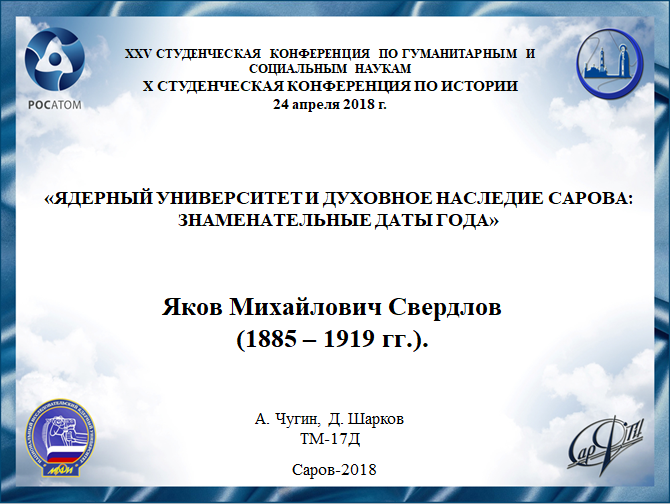 XXV СТУДЕНЧЕСКАЯ КОНФЕРЕНЦИЯ ПО ГУМАНИТАРНЫМ И
СОЦИАЛЬНЫМ НАУКАМ
X СТУДЕНЧЕСКАЯ КОНФЕРЕНЦИЯ ПО ИСТОРИИ
24 апреля 2018 г.
РОСАТОМ
«ЯДЕРНЫЙ УНИВЕРСИТЕТ И ДУХОВНОЕ НАСЛЕДИЕ САРОВА:
ЗНАМЕНАТЕЛЬНЫЕ ДАТЫ ГОДА»
Яков Михайлович Свердлов
(1885 – 1919 гг.).
А. Чугин, Д. Шарков
ТМ-17Д
Саров-2018
МИФИ
СарФТИ